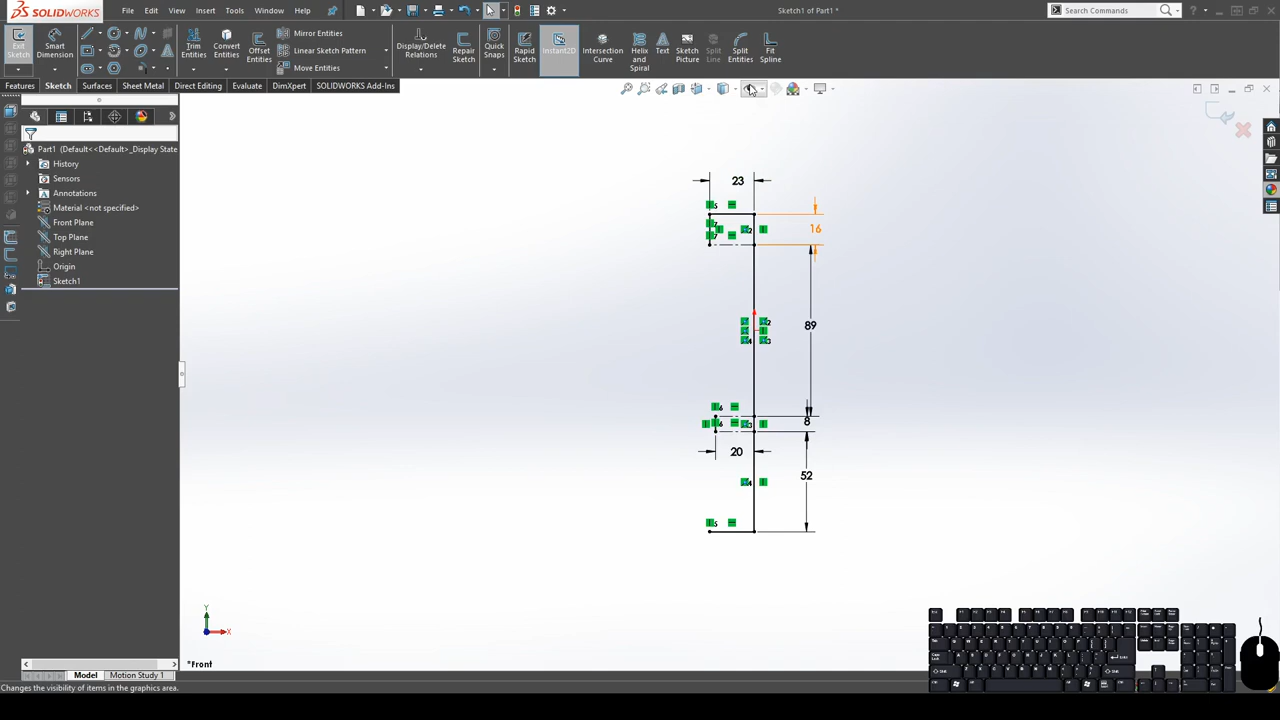 SOLIDWORKS
File Edit View Insert Tools Window Help
Sketch1 of Part1 *
Search Commands
Exit Sketch
Smart Dimension
Trim Entities
Convert Entities
Offset Entities
Mirror Entities
Linear Sketch Pattern
Move Entities
Display/Delete Relations
Repair Sketch
Quick Snaps
Rapid Sketch
Instant2D
Intersection Curve
Helix and Spiral
Text
Sketch Picture
Split Line
Split Entities
Fit Spline
Features Sketch Surfaces Sheet Metal Direct Editing Evaluate DimXpert SOLIDWORKS Add-Ins
Part1 (Default<<Default>_Display State
History
Sensors
Annotations
Material <not specified>
Front Plane
Top Plane
Right Plane
Origin
Sketch1
23
16
89
8
20
52
Y
X
*Front
Model Motion Study 1
Changes the visibility of items in the graphics area.